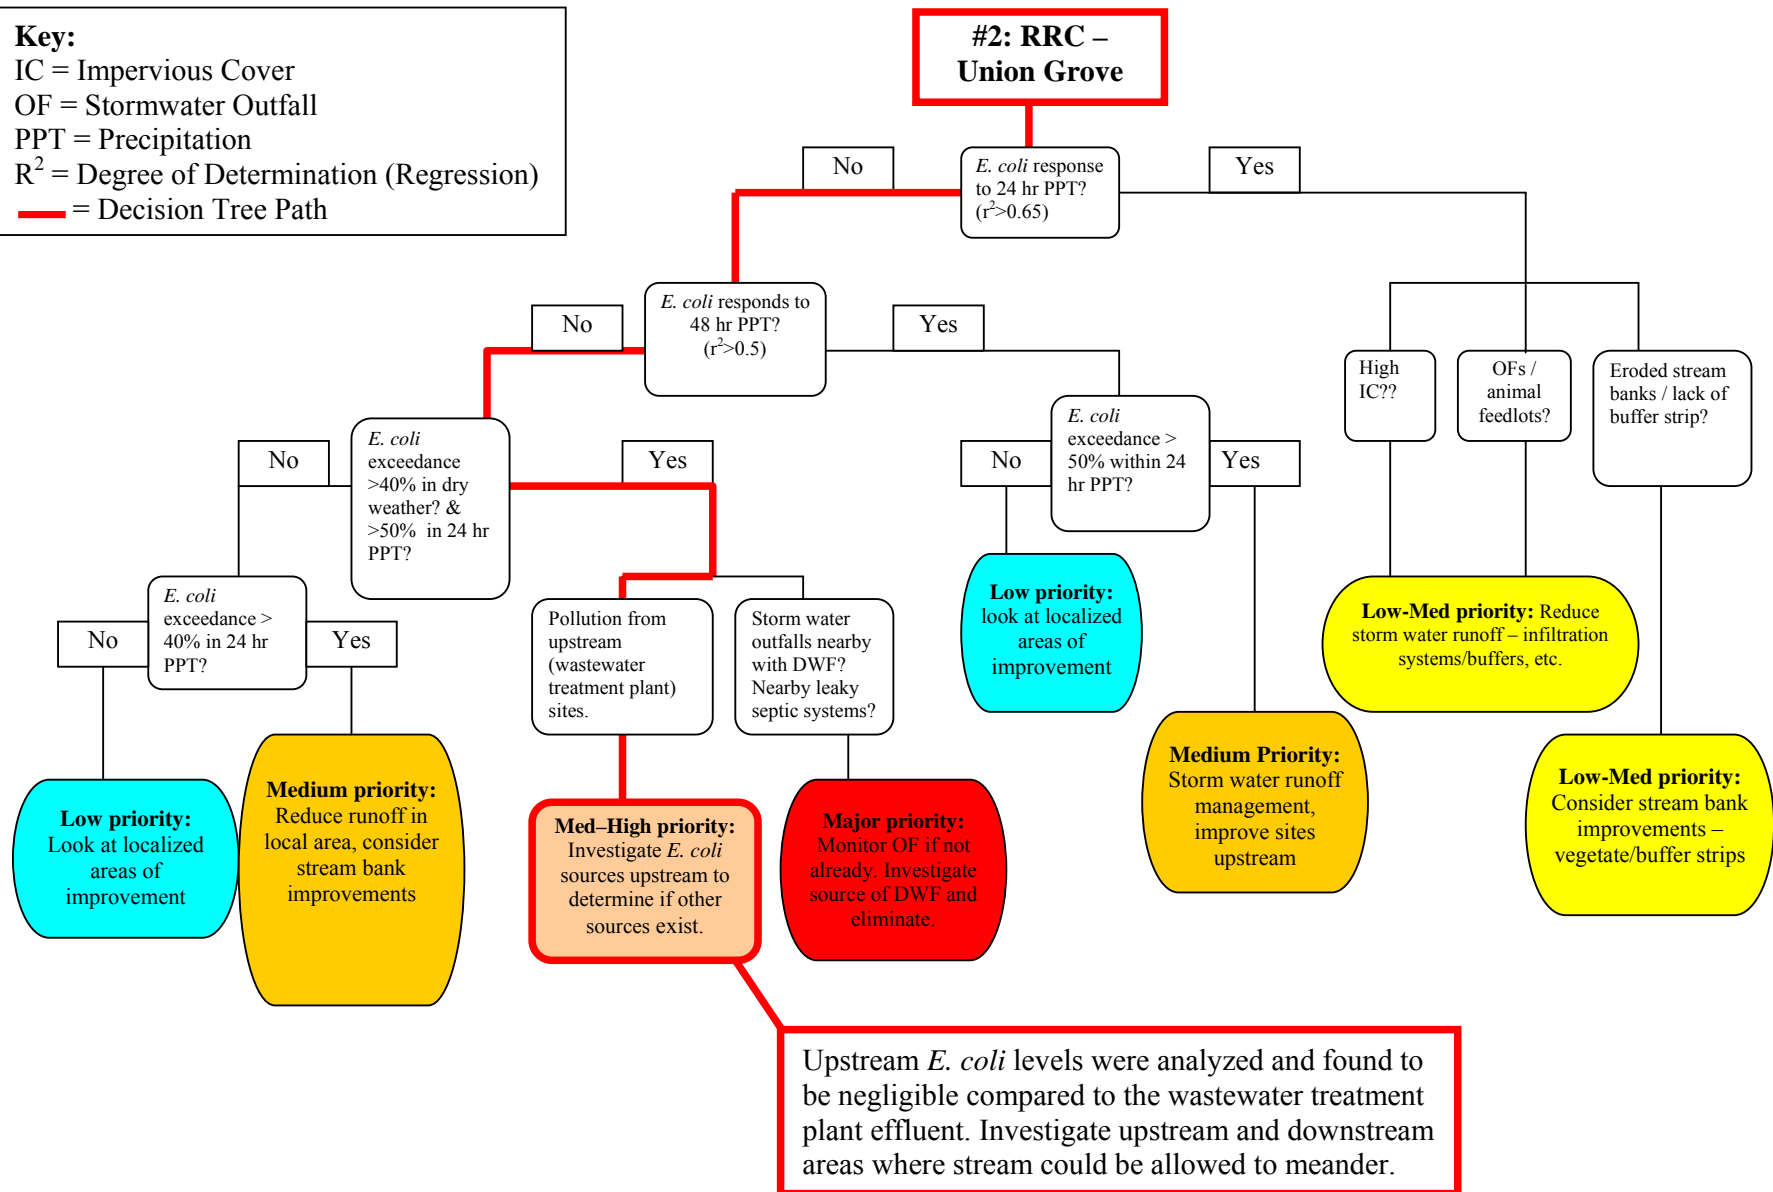 Key:
IC = Impervious Cover
OF = Stormwater Outfall
PPT = Precipitation
R² = Degree of Determination (Regression)
= Decision Tree Path
#2: RRC –
Union Grove
No
E. coli response
to 24 hr PPT?
(r²>0.65)
Yes
No
E. coli responds to
48 hr PPT?
(r²>0.5)
Yes
High
IC??
OFs /
animal
feedlots?
Eroded stream
banks / lack of
buffer strip?
No
E. coli
exceedance
>40% in dry
weather? &
>50% in 24 hr
PPT?
Yes
No
E. coli
exceedance >
50% within 24
hr PPT?
Yes
No
E. coli
exceedance >
40% in 24 hr
PPT?
Yes
Pollution from
upstream
(wastewater
treatment plant)
sites.
Storm water
outfalls nearby
with DWF?
Nearby leaky
septic systems?
Low priority:
look at localized
areas of
improvement
Low-Med priority: Reduce
storm water runoff – infiltration
systems/buffers, etc.
Low priority:
Look at localized
areas of
improvement
Medium priority:
Reduce runoff in
local area, consider
stream bank
improvements
Med–High priority:
Investigate E. coli
sources upstream to
determine if other
sources exist.
Major priority:
Monitor OF if not
already. Investigate
source of DWF and
eliminate.
Medium Priority:
Storm water runoff
management,
improve sites
upstream
Low-Med priority:
Consider stream bank
improvements –
vegetate/buffer strips
Upstream E. coli levels were analyzed and found to
be negligible compared to the wastewater treatment
plant effluent. Investigate upstream and downstream
areas where stream could be allowed to meander.